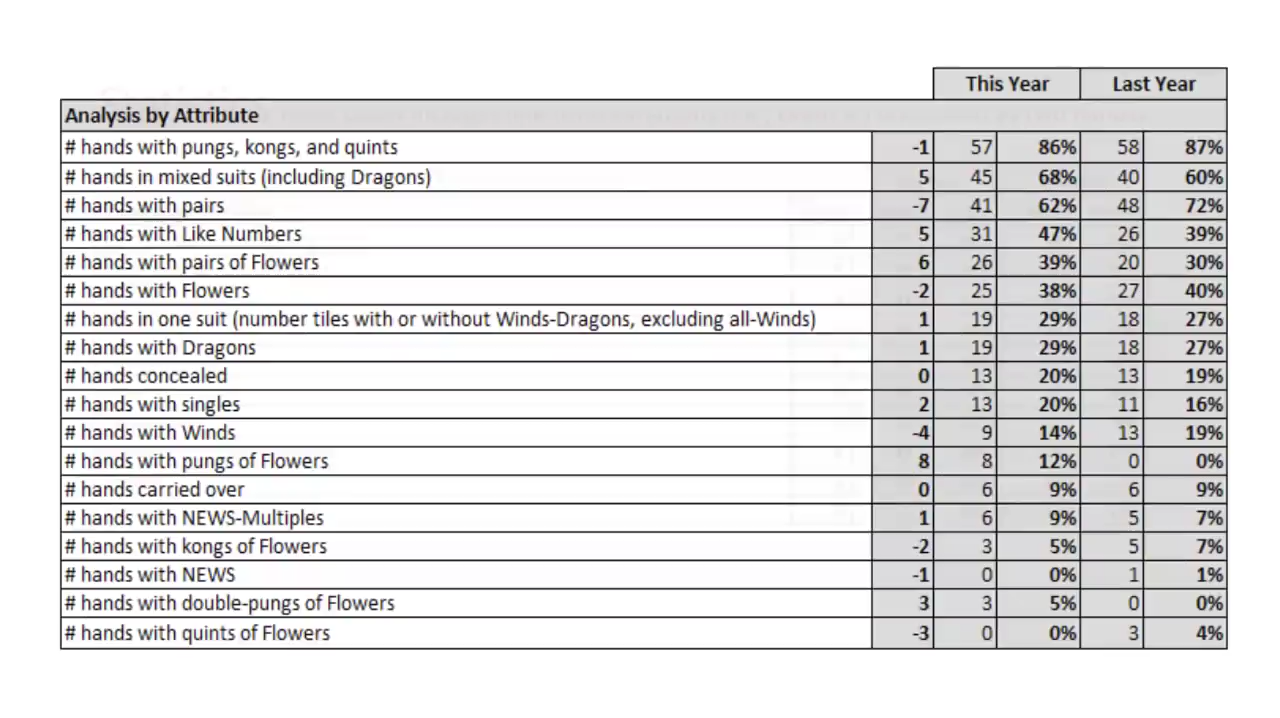 This Year Last Year
Analysis by Attribute
# hands with pungs, kongs, and quints -1 57 86% 58 87%
# hands in mixed suits (including Dragons) 5 45 68% 40 60%
# hands with pairs -7 41 62% 48 72%
# hands with Like Numbers 5 31 47% 26 39%
# hands with pairs of Flowers 6 26 39% 20 30%
# hands with Flowers -2 25 38% 27 40%
# hands in one suit (number tiles with or without Winds-Dragons, excluding all-Winds) 1 19 29% 18 27%
# hands with Dragons 1 19 29% 18 27%
# hands concealed 0 13 20% 13 19%
# hands with singles 2 13 20% 11 16%
# hands with Winds -4 9 14% 13 19%
# hands with pungs of Flowers 8 8 12% 0 0%
# hands carried over 0 6 9% 6 9%
# hands with NEWS-Multiples 1 6 9% 5 7%
# hands with kongs of Flowers -2 3 5% 5 7%
# hands with NEWS -1 0 0% 1 1%
# hands with double-pungs of Flowers 3 3 5% 0 0%
# hands with quints of Flowers -3 0 0% 3 4%